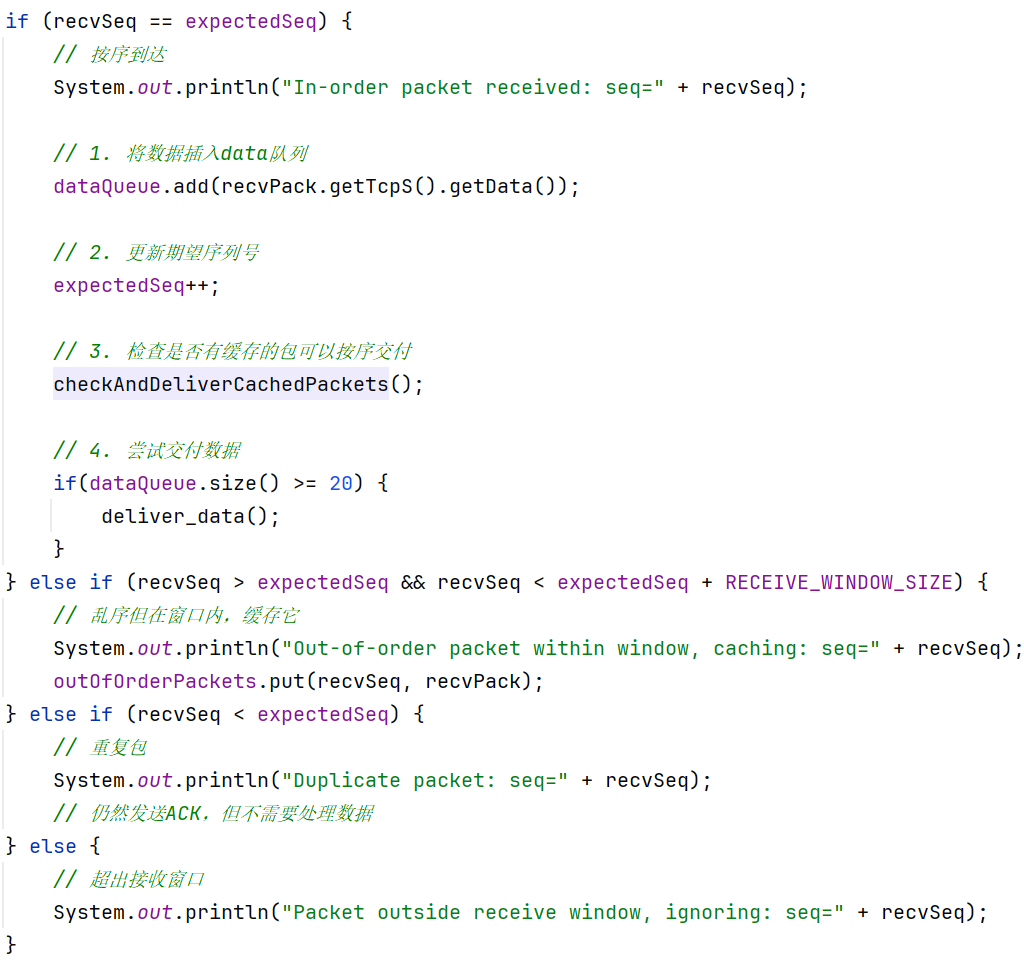 if (recvSeq == expectedSeq) {
// 按序到达
System.out.println("In-order packet received: seq=" + recvSeq);
// 1. 将数据插入data队列
dataQueue.add(recvPack.getTcpS().getData());
// 2. 更新期望序列号
expectedSeq++;
// 3. 检查是否有缓存的包可以按序交付
checkAndDeliverCachedPackets();
// 4. 尝试交付数据
if(dataQueue.size() >= 20) {
deliver_data();
}
} else if (recvSeq > expectedSeq && recvSeq < expectedSeq + RECEIVE_WINDOW_SIZE) {
// 乱序但在窗口内，缓存它
System.out.println("Out-of-order packet within window, caching: seq=" + recvSeq);
outOfOrderPackets.put(recvSeq, recvPack);
} else if (recvSeq < expectedSeq) {
// 重复包
System.out.println("Duplicate packet: seq=" + recvSeq);
// 仍然发送ACK，但不需要处理数据
} else {
// 超出接收窗口
System.out.println("Packet outside receive window, ignoring: seq=" + recvSeq);
}